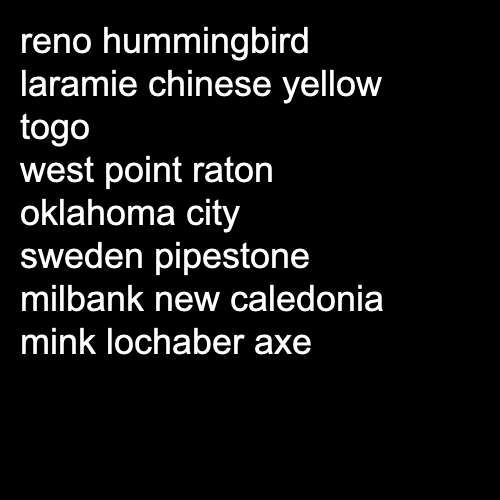 reno hummingbird
laramie chinese yellow
togo
west point raton
oklahoma city
sweden pipestone
milbank new caledonia
mink lochaber axe